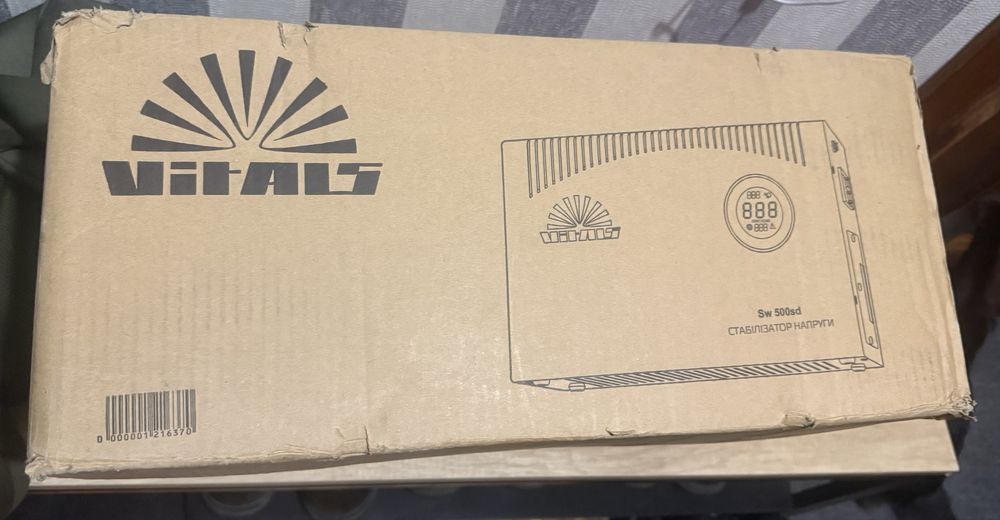 Vitals
888
888
888
Vitals
Sw 500sd
СТАБІЛІЗАТОР НАПРУГИ
0 000001 216370